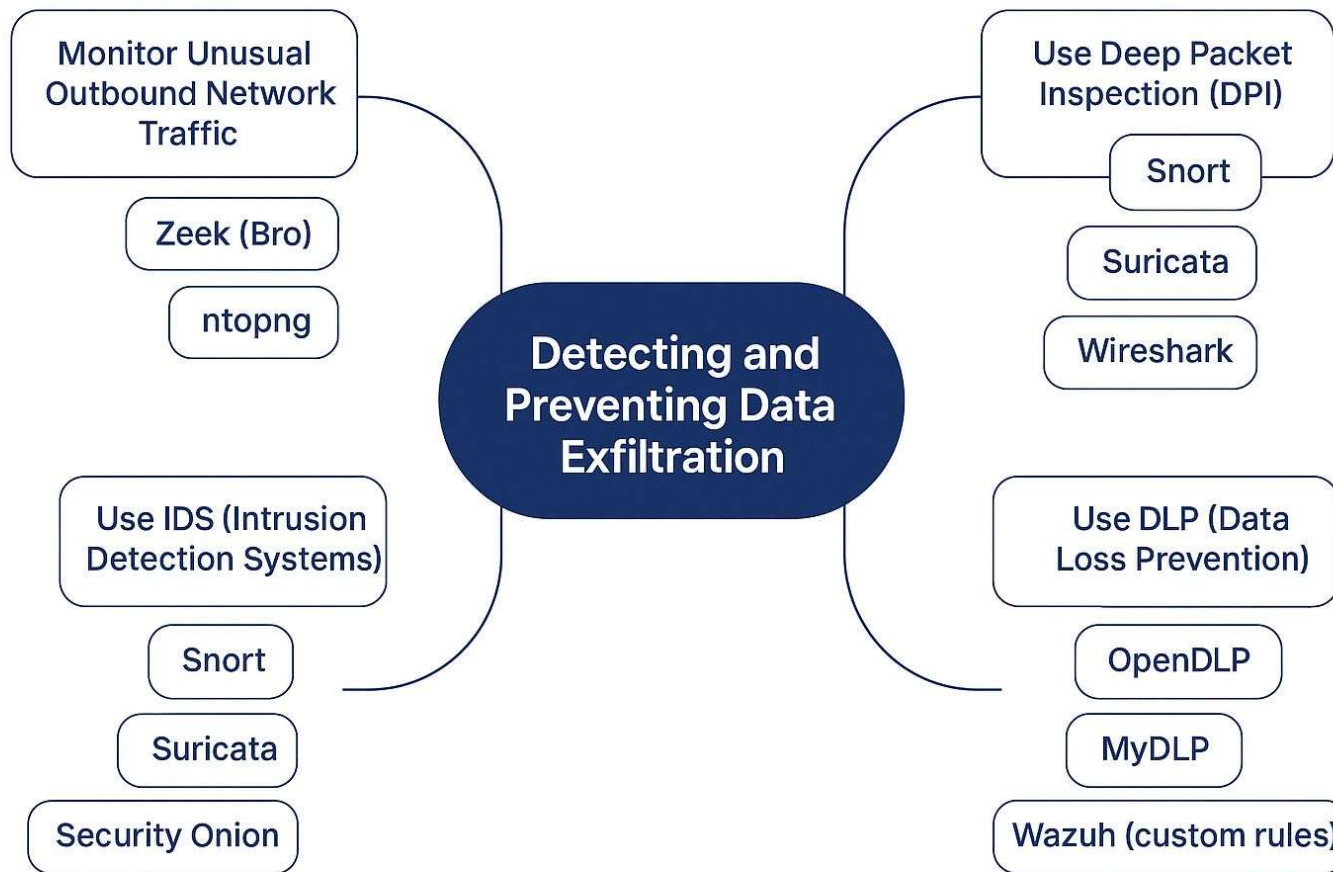 Monitor Unusual
Outbound Network
Traffic
Zeek (Bro)
ntopng
Use Deep Packet
Inspection (DPI)
Snort
Suricata
Wireshark
Detecting and
Preventing Data
Exfiltration
Use IDS (Intrusion
Detection Systems)
Snort
Suricata
Security Onion
Use DLP (Data
Loss Prevention)
OpenDLP
MyDLP
Wazuh (custom rules)